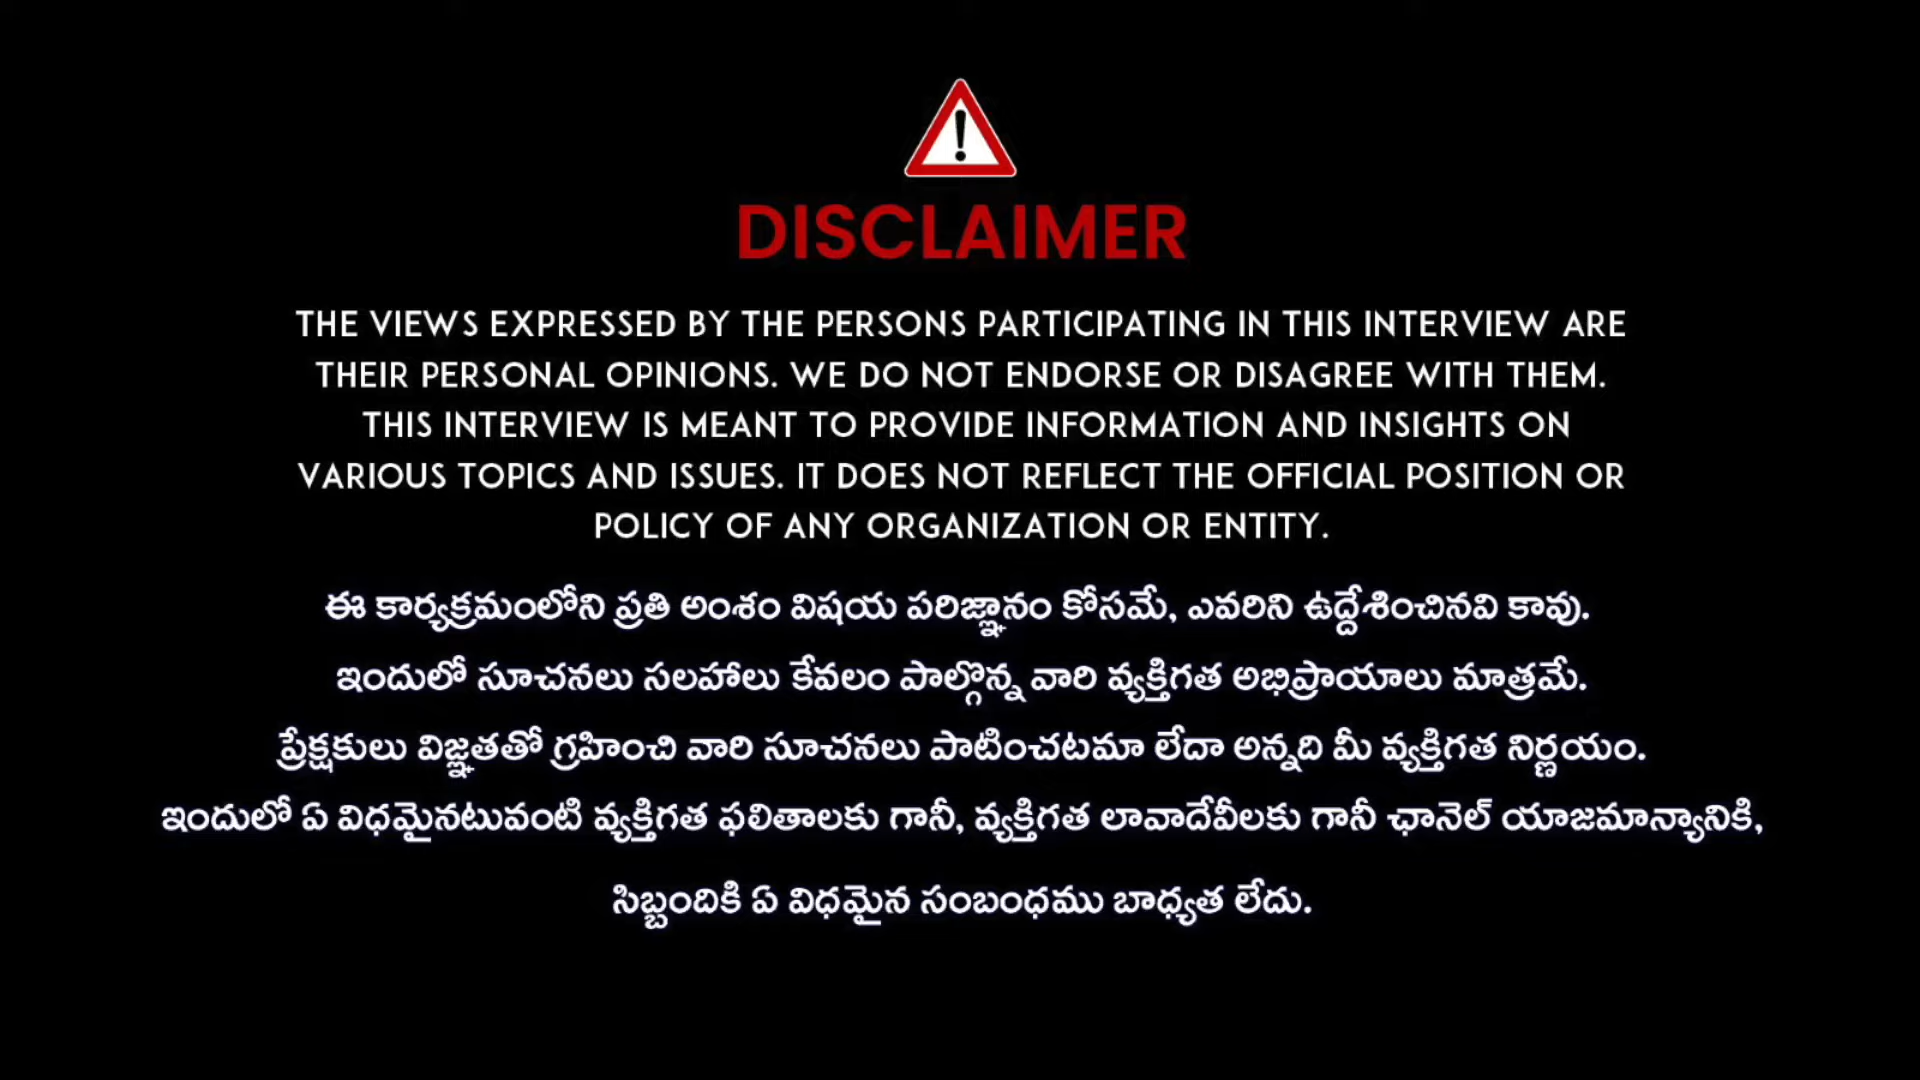 DISCLAIMER
THE VIEWS EXPRESSED BY THE PERSONS PARTICIPATING IN THIS INTERVIEW ARE
THEIR PERSONAL OPINIONS. WE DO NOT ENDORSE OR DISAGREE WITH THEM.
THIS INTERVIEW IS MEANT TO PROVIDE INFORMATION AND INSIGHTS ON
VARIOUS TOPICS AND ISSUES. IT DOES NOT REFLECT THE OFFICIAL POSITION OR
POLICY OF ANY ORGANIZATION OR ENTITY.
ఈ కార్యక్రమంలోని ప్రతి అంశం విషయ పరిజ్ఞానం కోసమే, ఎవరిని ఉద్దేశించినవి కావు.
ఇందులో సూచనలు సలహాలు కేవలం పాల్గొన్న వారి వ్యక్తిగత అభిప్రాయాలు మాత్రమే.
ప్రేక్షకులు విజ్ఞతతో గ్రహించి వారి సూచనలు పాటించటమా లేదా అన్నది మీ వ్యక్తిగత నిర్ణయం.
ఇందులో ఏ విధమైనటువంటి వ్యక్తిగత ఫలితాలకు గానీ, వ్యక్తిగత లావాదేవీలకు గానీ ఛానెల్ యాజమాన్యానికి,
సిబ్బందికి ఏ విధమైన సంబంధము బాధ్యత లేదు.